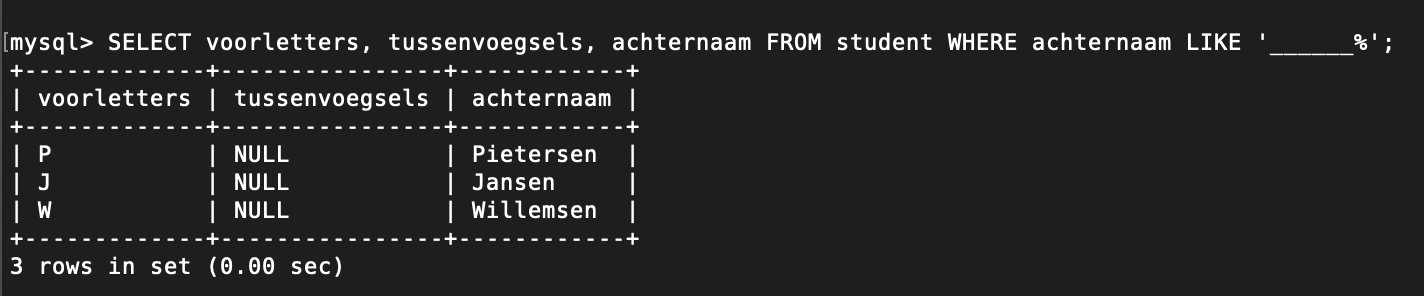 mysql> SELECT voorletters, tussenvoegsels, achternaam FROM student WHERE achternaam LIKE '______%';
+-------------+----------------+------------+
| voorletters | tussenvoegsels | achternaam |
+-------------+----------------+------------+
| P           | NULL           | Pietersen  |
| J           | NULL           | Jansen     |
| W           | NULL           | Willemsen  |
+-------------+----------------+------------+
3 rows in set (0.00 sec)